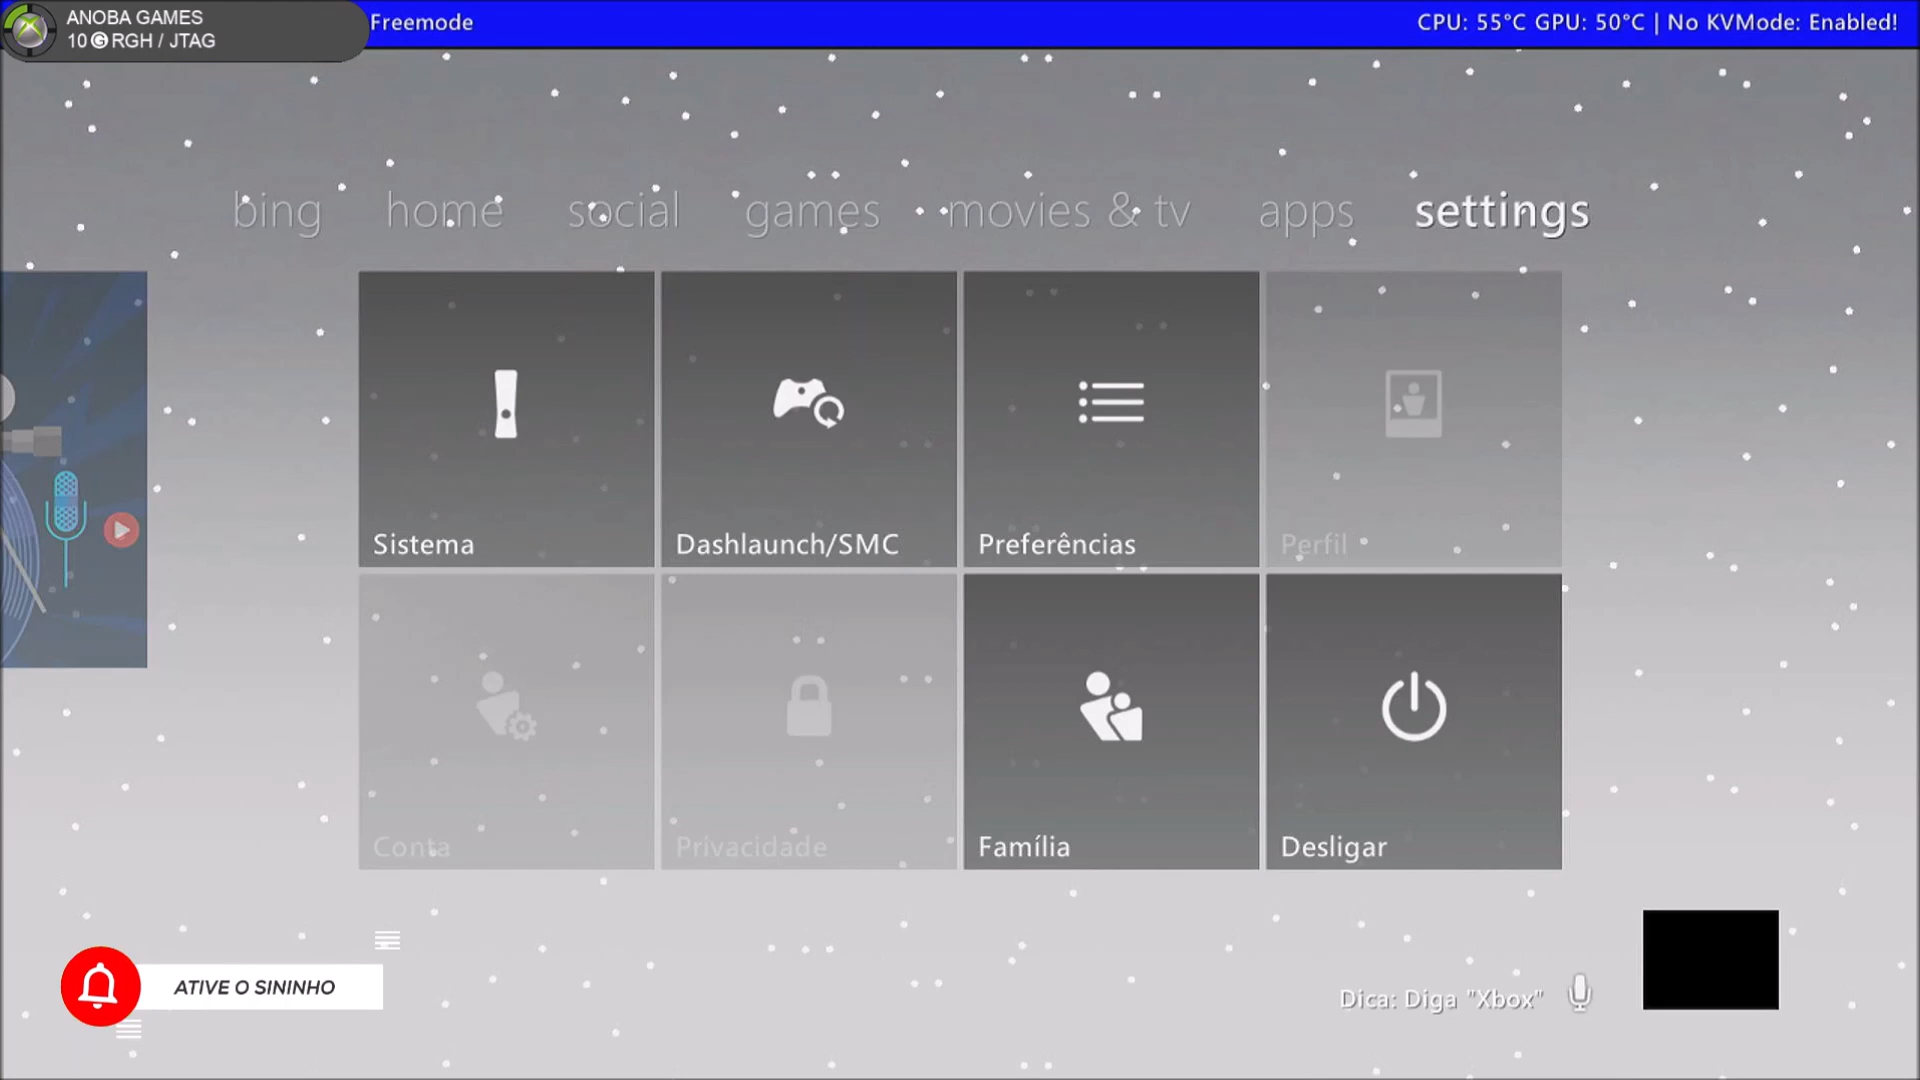 ANOBA GAMES
10 G RGH / JTAG
Freemode
CPU: 55°C GPU: 50°C | No KVMode: Enabled!
bing home social games movies & tv apps settings
Sistema
Dashlaunch/SMC
Preferências
Perfil
Conta
Privacidade
Família
Desligar
ATIVE O SININHO
Dica: Diga "Xbox"